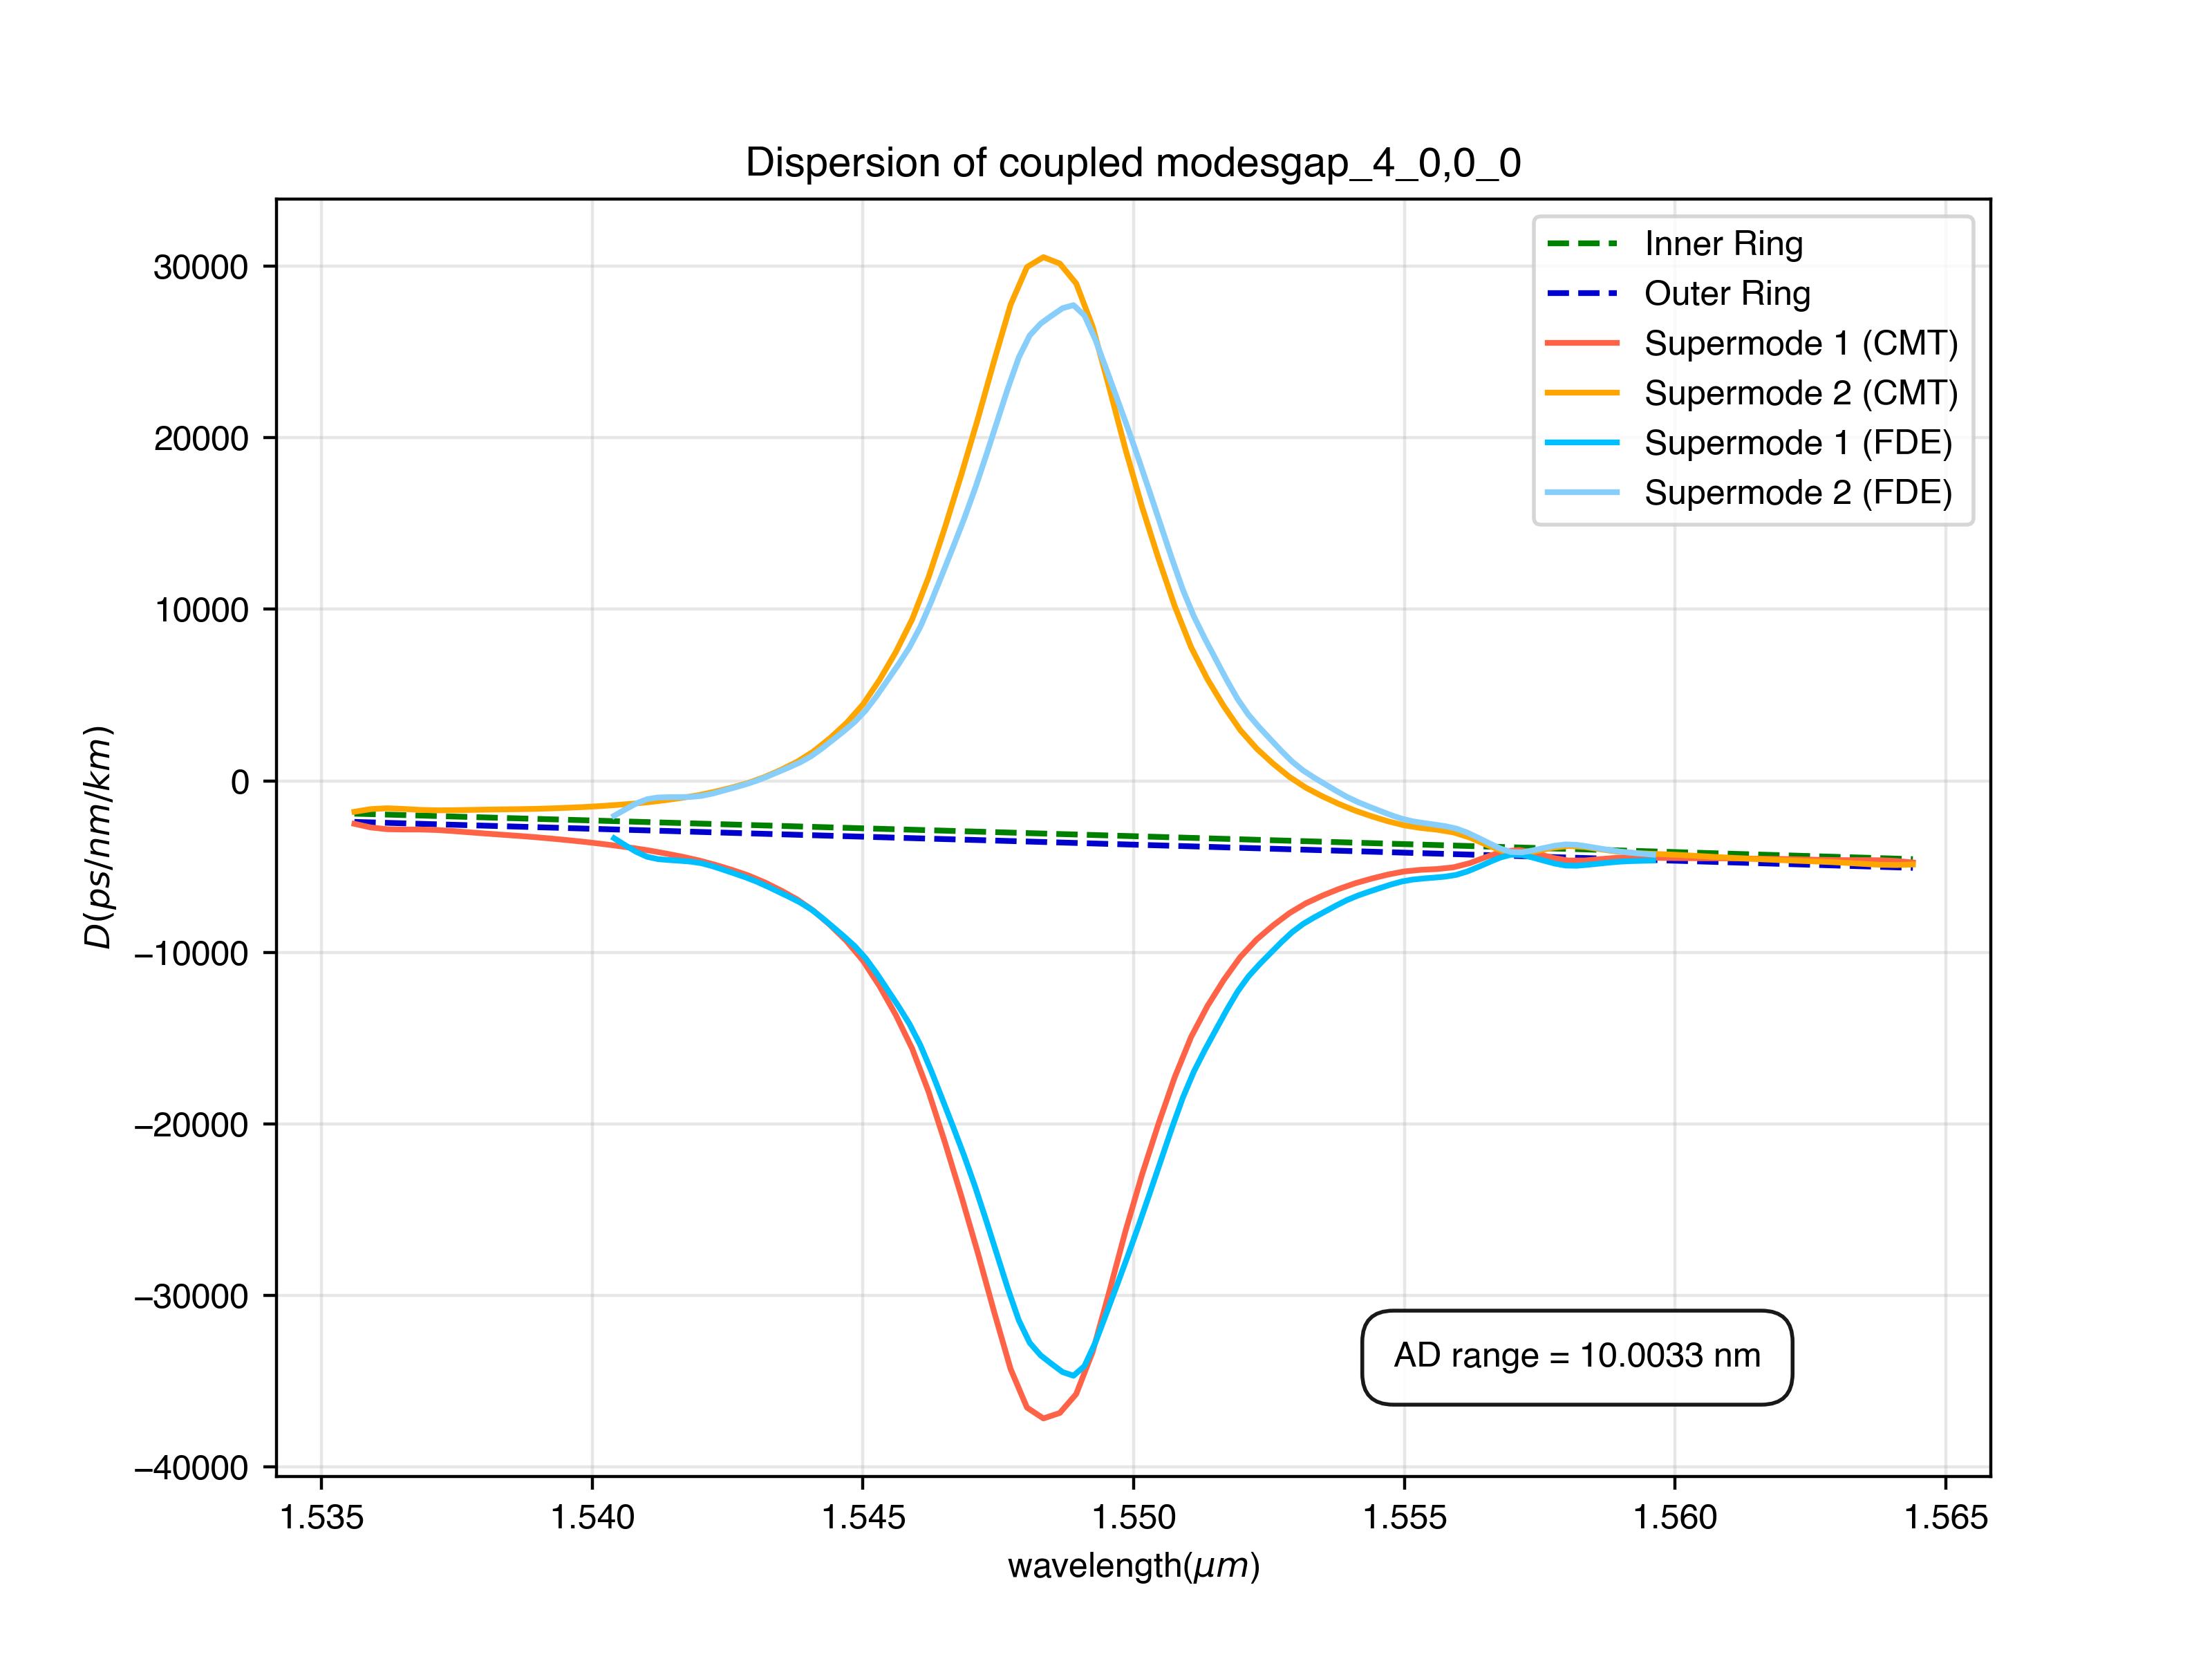 Dispersion of coupled modesgap_4_0,0_0
Inner Ring
Outer Ring
Supermode 1 (CMT)
Supermode 2 (CMT)
Supermode 1 (FDE)
Supermode 2 (FDE)
30000
20000
10000
0
−10000
−20000
−30000
−40000
D(ps/nm/km)
AD range = 10.0033 nm
1.535 1.540 1.545 1.550 1.555 1.560 1.565
wavelength(μm)